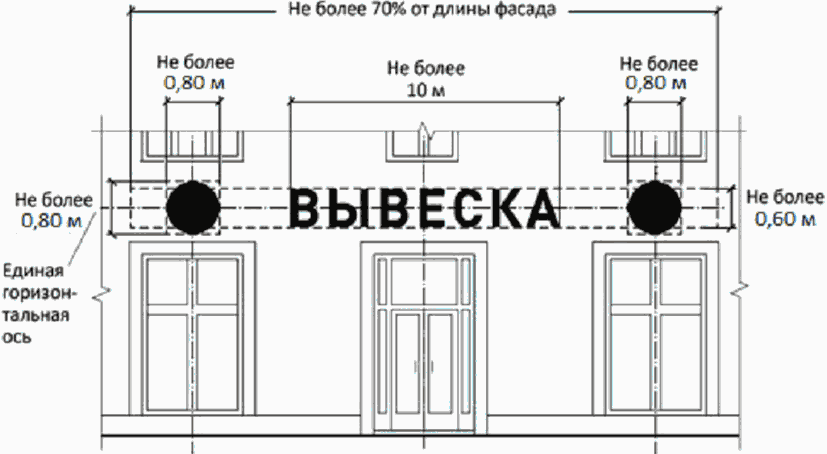 Не более 70% от длины фасада
Не более
0,80 м
Не более
10 м
Не более
0,80 м
Не более
0,80 м
ВЫВЕСКА
Не более
0,60 м
Единая
горизон-
тальная
ось